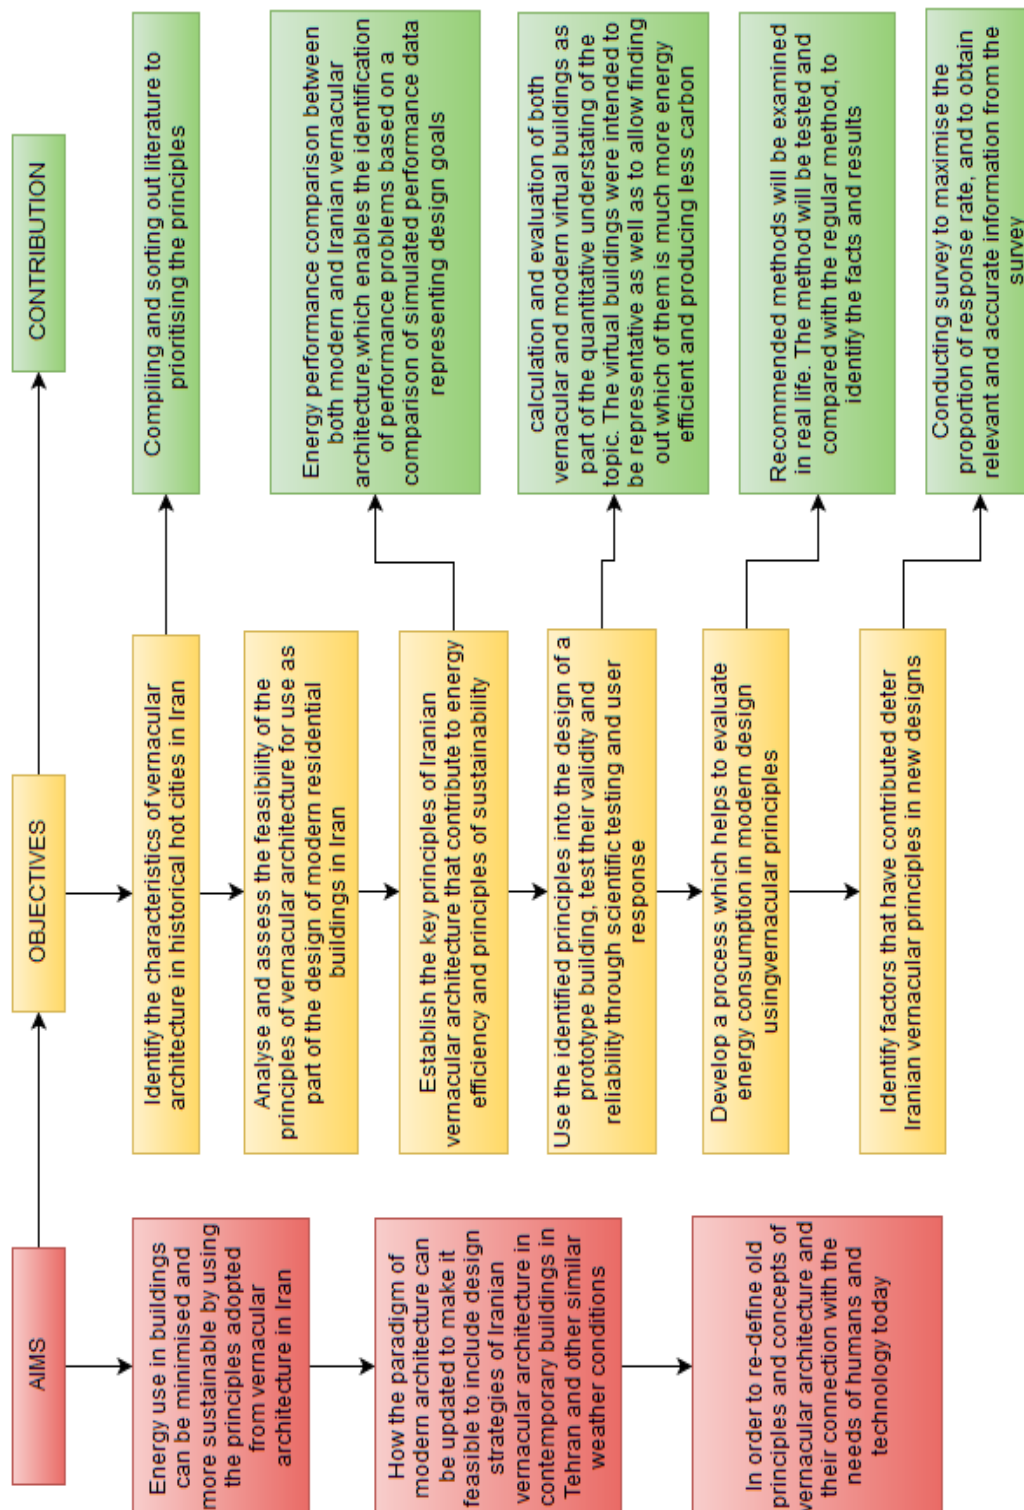 AIMS
Energy use in buildings
can be minimised and
more sustainable by using
the principles adopted
from vernacular
architecture in Iran
How the paradigm of
modern architecture can
be updated to make it
feasible to include design
strategies of Iranian
vernacular architecture in
contemporary buildings in
Tehran and other similar
weather conditions
In order to re-define old
principles and concepts of
vernacular architecture and
their connection with the
needs of humans and
technology today
OBJECTIVES
Identify the characteristics of vernacular
architecture in historical hot cities in Iran
Analyse and assess the feasibility of the
principles of vernacular architecture for use as
part of the design of modern residential
buildings in Iran
Establish the key principles of Iranian
vernacular architecture that contribute to energy
efficiency and principles of sustainability
Use the identified principles into the design of a
prototype building, test their validity and
reliability through scientific testing and user
response
Develop a process which helps to evaluate
energy consumption in modern design
usingvernacular principles
Identify factors that have contributed deter
Iranian vernacular principles in new designs
CONTRIBUTION
Compiling and sorting out literature to
prioritising the principles
Energy performance comparison between
both modern and Iranian vernacular
architecture,which enables the identification
of performance problems based on a
comparison of simulated performance data
representing design goals
calculation and evaluation of both
vernacular and modern virtual buildings as
part of the quantitative understating of the
topic. The virtual buildings were intended to
be representative as well as to allow finding
out which of them is much more energy
efficient and producing less carbon
Recommended methods will be examined
in real life. The method will be tested and
compared with the regular method, to
identify the facts and results
Conducting survey to maximise the
proportion of response rate, and to obtain
relevant and accurate information from the
survey